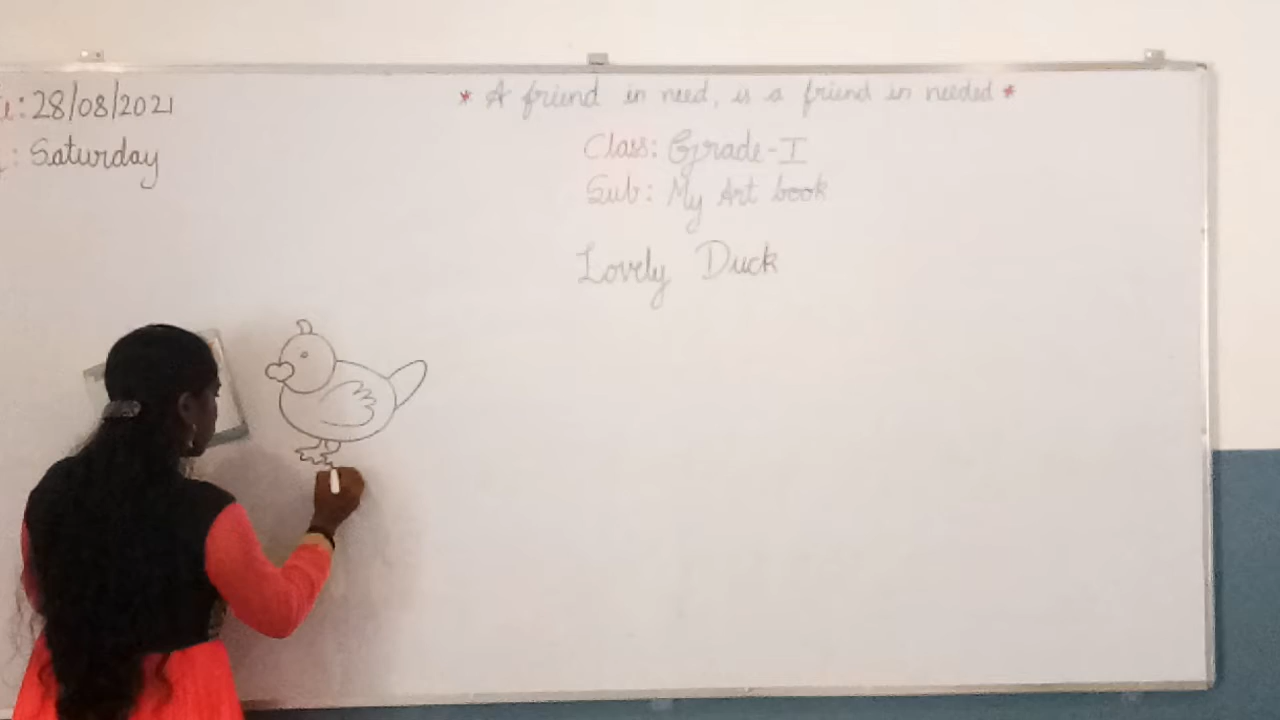 e: 28/08/2021
: Saturday
* A friend in need, is a friend in needed *
Class: Grade-I
Sub: My Art book
Lovely Duck